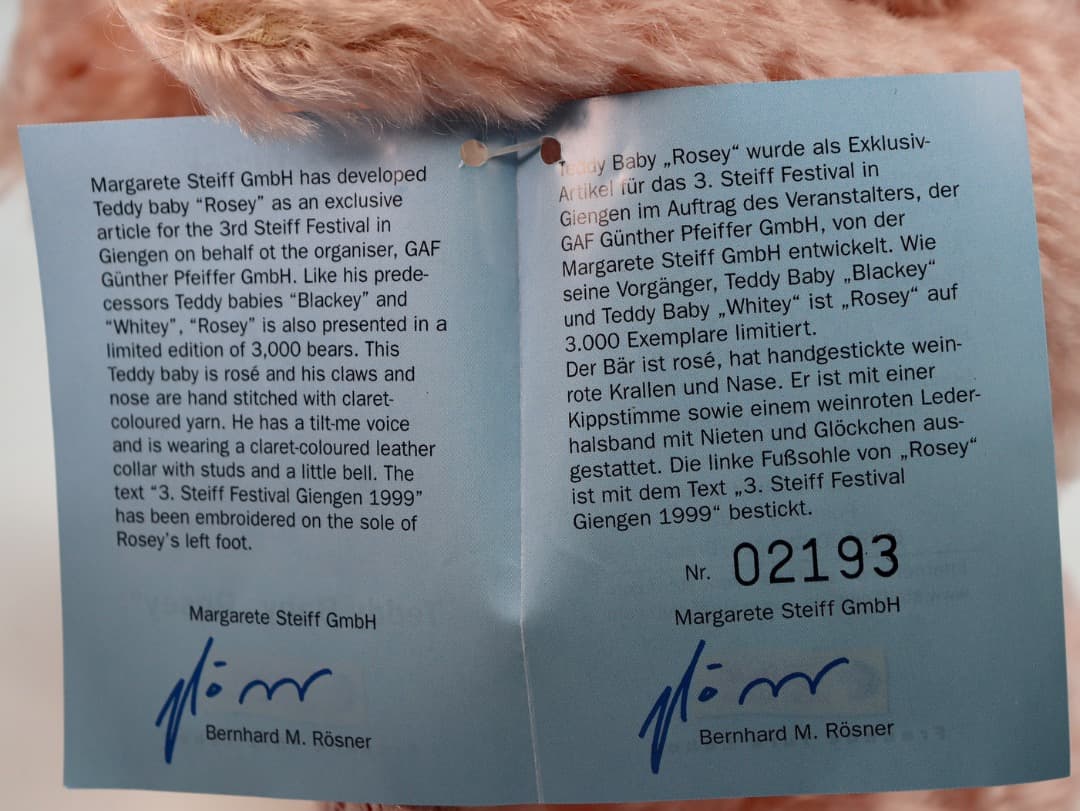 Margarete Steiff GmbH has developed
Teddy baby “Rosey” as an exclusive
article for the 3rd Steiff Festival in
Giengen on behalf ot the organiser, GAF
Günther Pfeiffer GmbH. Like his prede-
cessors Teddy babies “Blackey” and
“Whitey”, “Rosey” is also presented in a
limited edition of 3,000 bears. This
Teddy baby is rosé and his claws and
nose are hand stitched with claret-
coloured yarn. He has a tilt-me voice
and is wearing a claret-coloured leather
collar with studs and a little bell. The
text “3. Steiff Festival Giengen 1999”
has been embroidered on the sole of
Rosey’s left foot.
Margarete Steiff GmbH
Bernhard M. Rösner
Teddy Baby „Rosey“ wurde als Exklusiv-
Artikel für das 3. Steiff Festival in
Giengen im Auftrag des Veranstalters, der
GAF Günther Pfeiffer GmbH, von der
Margarete Steiff GmbH entwickelt. Wie
seine Vorgänger, Teddy Baby „Blackey“
und Teddy Baby „Whitey“ ist „Rosey“ auf
3.000 Exemplare limitiert.
Der Bär ist rosé, hat handgestickte wein-
rote Krallen und Nase. Er ist mit einer
Kippstimme sowie einem weinroten Leder-
halsband mit Nieten und Glöckchen aus-
gestattet. Die linke Fußsohle von „Rosey“
ist mit dem Text „3. Steiff Festival
Giengen 1999“ bestickt.
Nr. 02193
Margarete Steiff GmbH
Bernhard M. Rösner